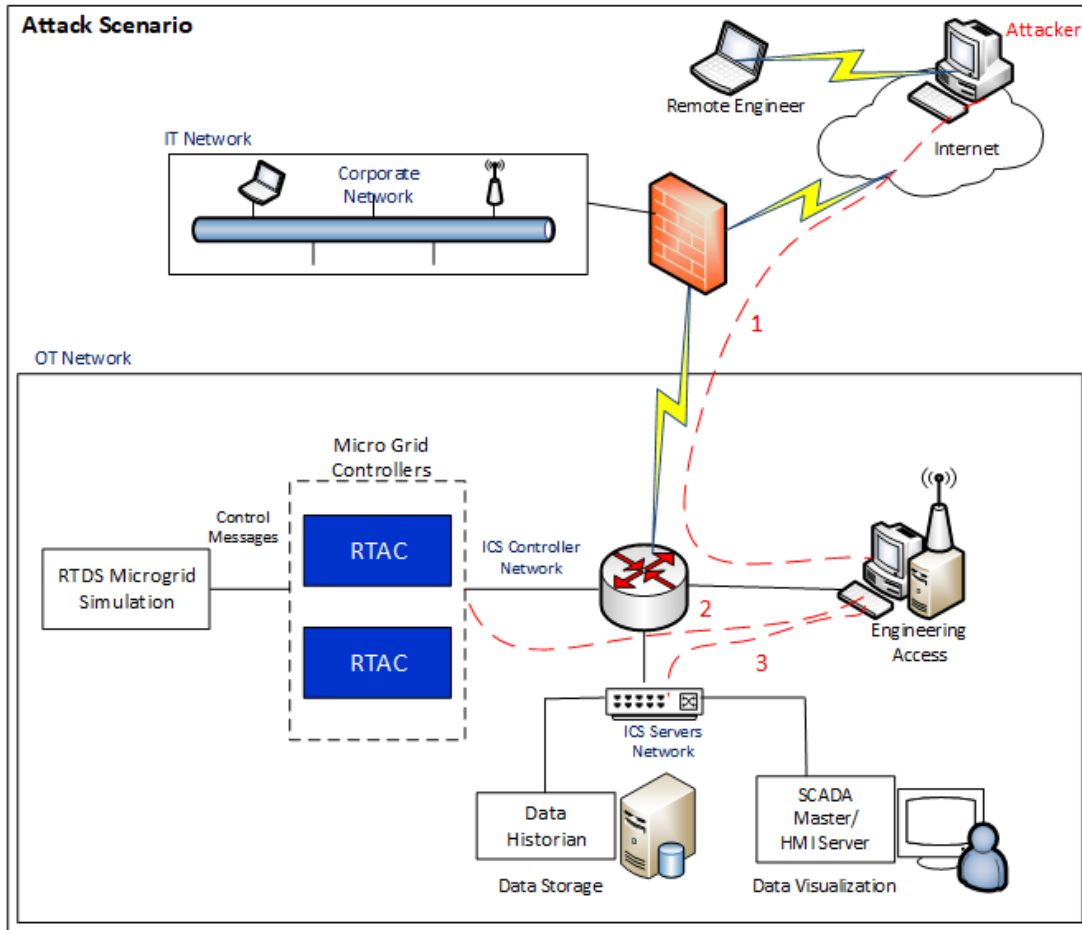 Attack Scenario
Attacker
Remote Engineer
Internet
IT Network
Corporate
Network
1
OT Network
Micro Grid
Controllers
Control
Messages
RTAC
ICS Controller
Network
RTDS Microgrid
Simulation
RTAC
2
Engineering
Access
3
ICS Servers
Network
Data
Historian
SCADA
Master/
HMI Server
Data Storage
Data Visualization